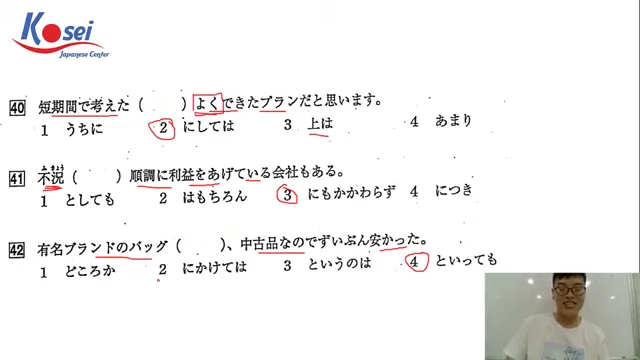 Kosei
Japanese Center
40 短期間で考えた（　　）よくできたプランだと思います。
1 うちに 2 にしては 3 上は 4 あまり
ふきょう
41 不況（　　）順調に利益をあげている会社もある。
1 としても 2 はもちろん 3 にもかかわらず 4 につき
42 有名ブランドのバッグ（　　）、中古品なのでずいぶん安かった。
1 どころか 2 にかけては 3 というのは 4 といっても